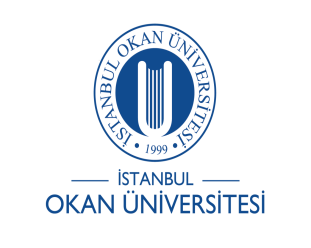 İSTANBUL OKAN ÜNİVERSİTESİ
• 1999 •
İSTANBUL
OKAN ÜNİVERSİTESİ